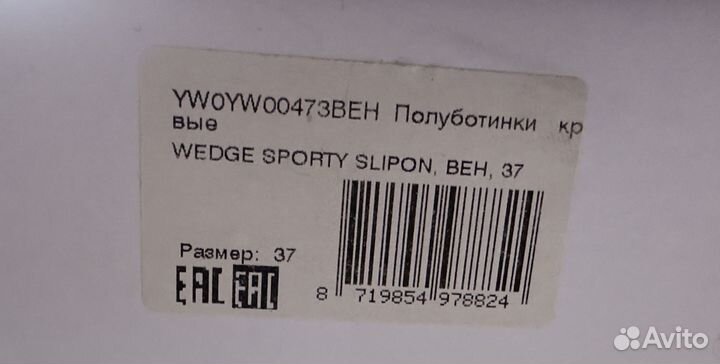 YW0YW00473BEH Полуботинки кр
вые
WEDGE SPORTY SLIPON, BEH, 37
Размер: 37
EAC EAC
8 719854 978824
Avito